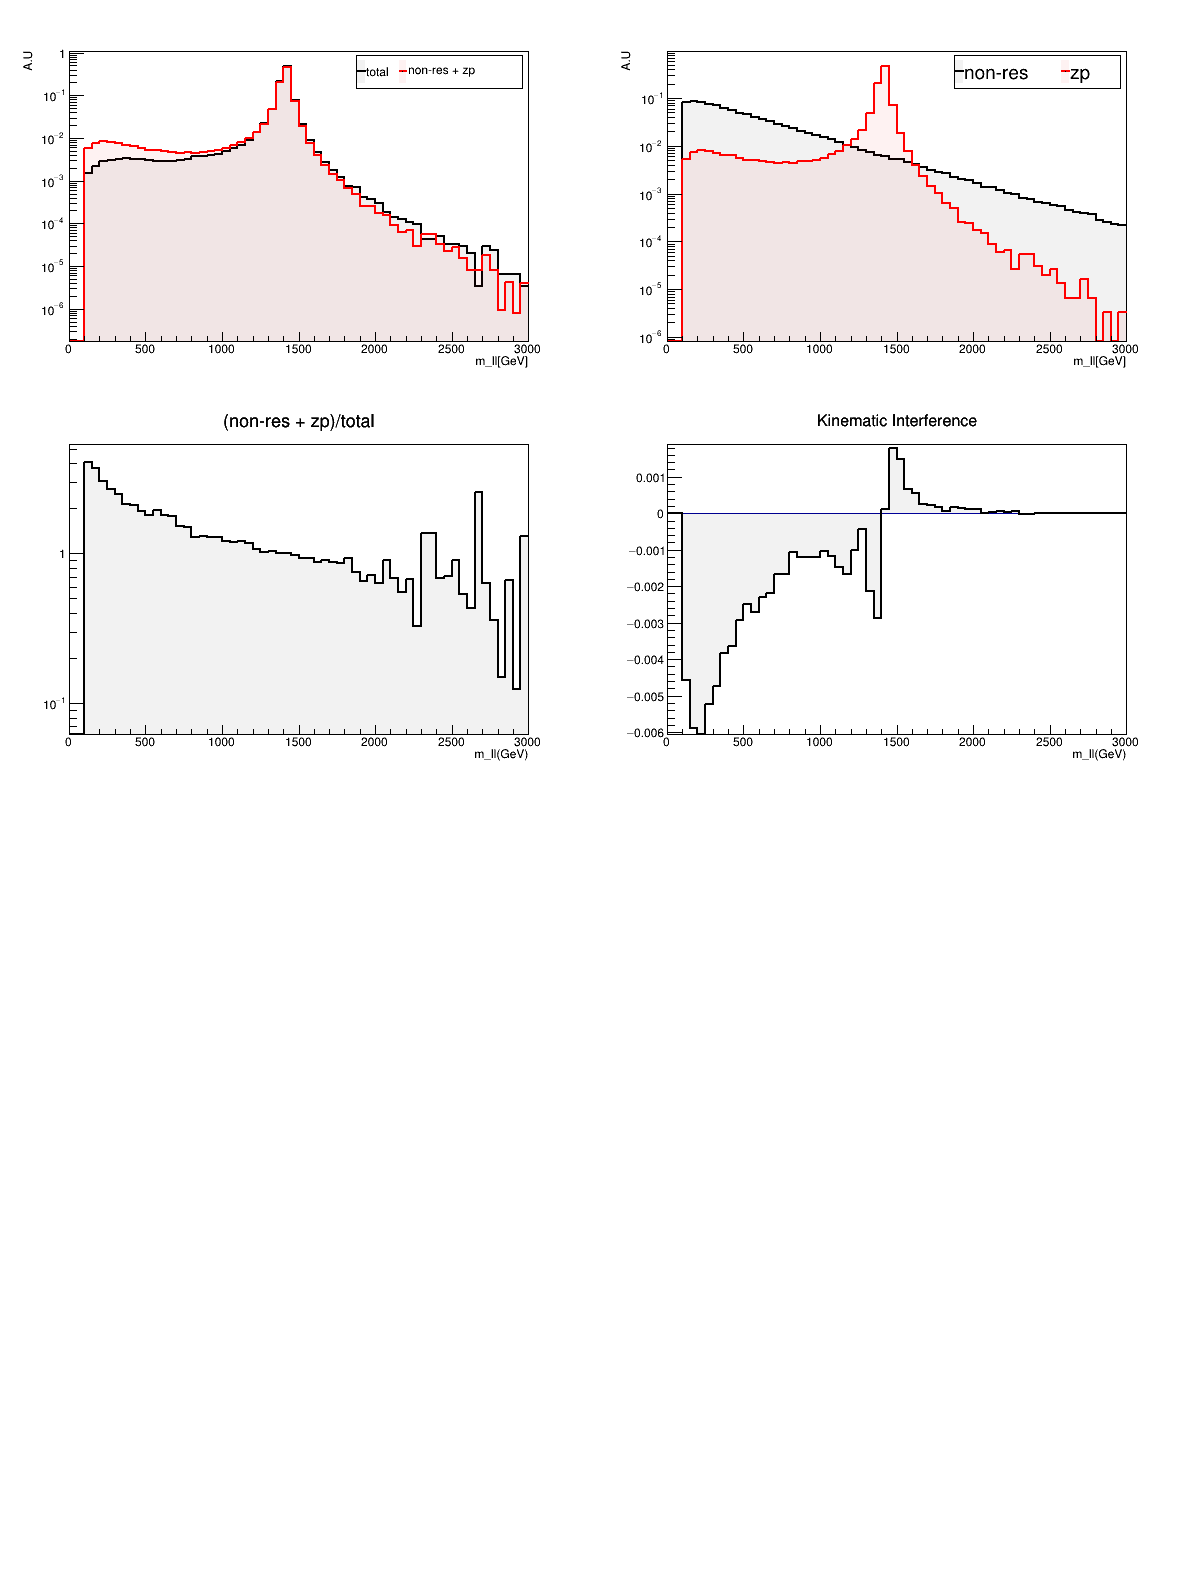 A.U
1
10⁻¹
10⁻²
10⁻³
10⁻⁴
10⁻⁵
10⁻⁶
total non-res + zp
0 500 1000 1500 2000 2500 3000
m_ll[GeV]
A.U
10⁻¹
10⁻²
10⁻³
10⁻⁴
10⁻⁵
10⁻⁶
non-res zp
0 500 1000 1500 2000 2500 3000
m_ll[GeV]
(non-res + zp)/total
1
10⁻¹
0 500 1000 1500 2000 2500 3000
m_ll(GeV)
Kinematic Interference
0.001
0
−0.001
−0.002
−0.003
−0.004
−0.005
−0.006
0 500 1000 1500 2000 2500 3000
m_ll(GeV)